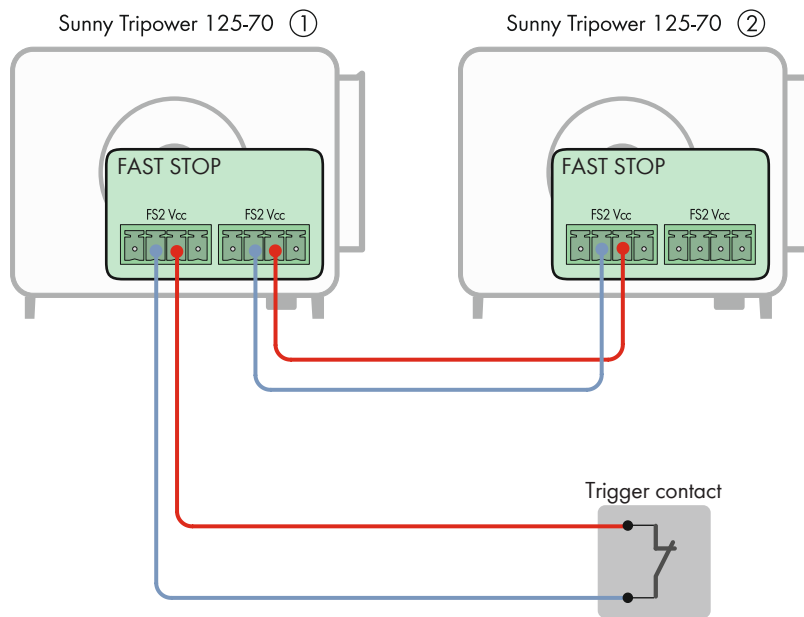 Sunny Tripower 125-70 ①
Sunny Tripower 125-70 ②
FAST STOP
FS2 Vcc
FS2 Vcc
FAST STOP
FS2 Vcc
FS2 Vcc
Trigger contact